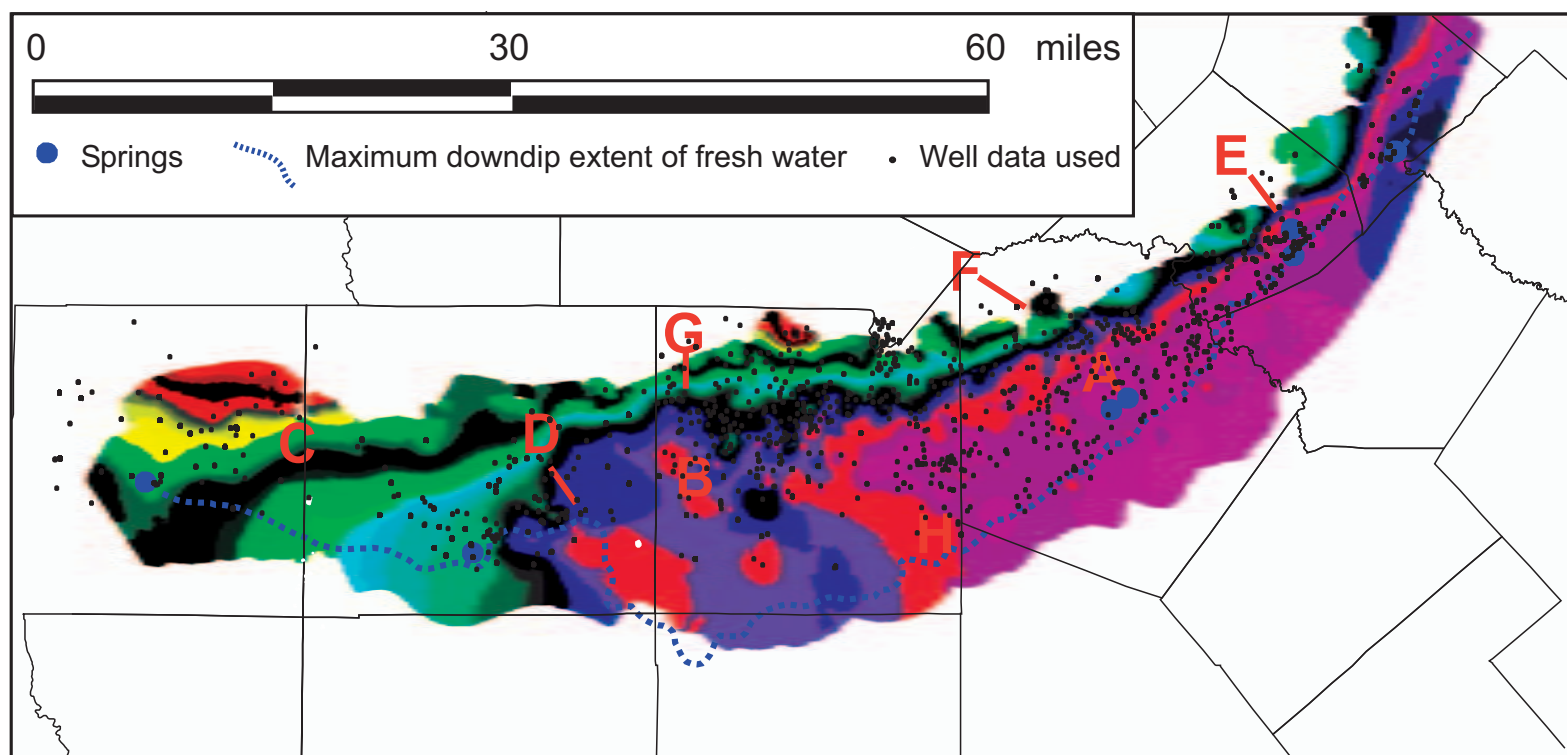 0 30 60 miles
Springs Maximum downdip extent of fresh water Well data used
E
F
G
A
C
D
B
H